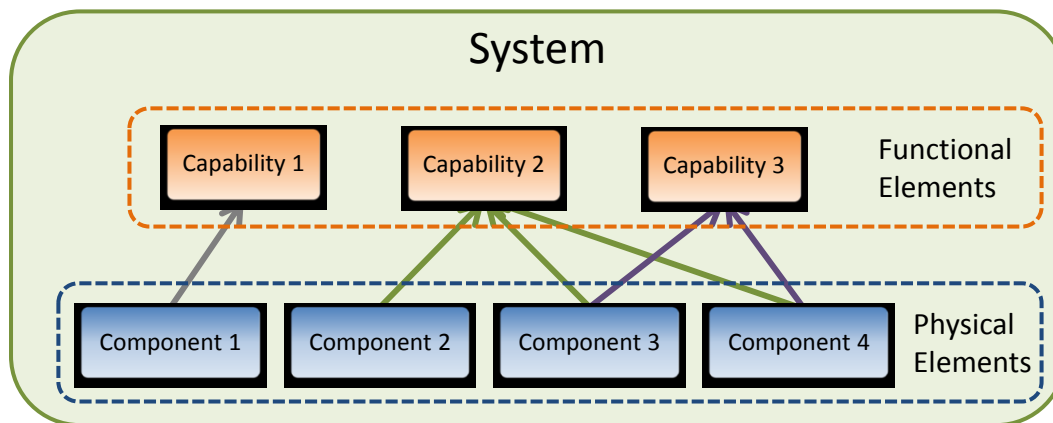 System
Capability 1
Capability 2
Capability 3
Functional
Elements
Component 1
Component 2
Component 3
Component 4
Physical
Elements